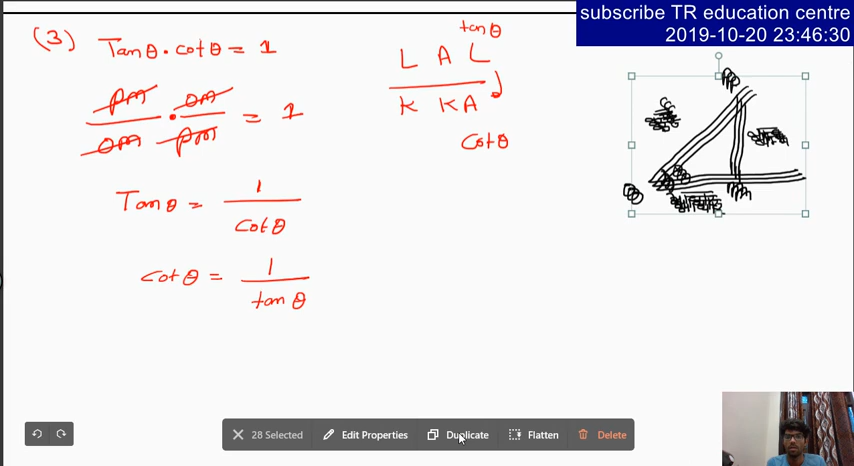 subscribe TR education centre
2019-10-20 23:46:30
(3) Tanθ · cotθ = 1
pm/om · om/pm = 1
Tanθ = 1/cotθ
cotθ = 1/tanθ
tanθ
L A L
K KA
cotθ
28 Selected Edit Properties Duplicate Flatten Delete